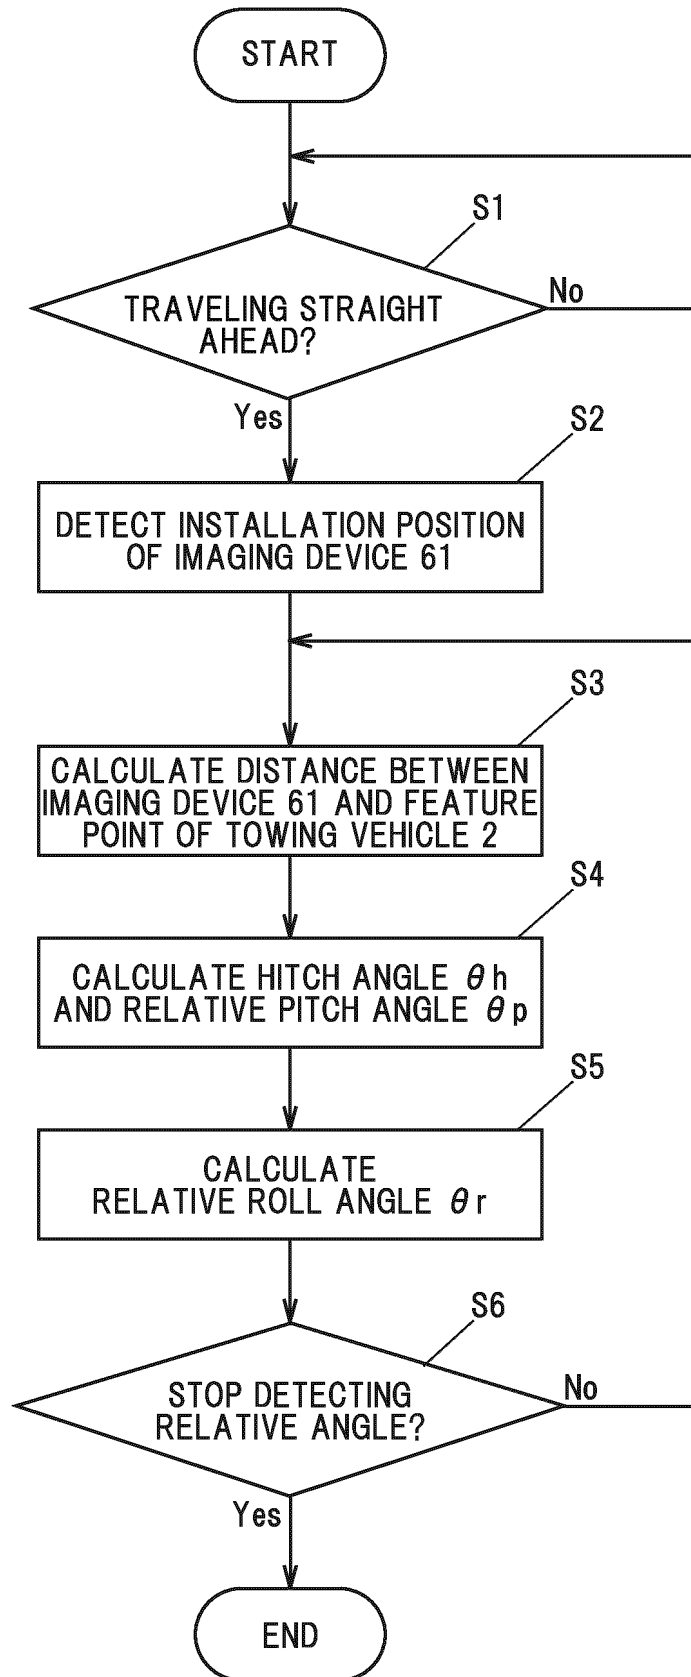 START
S1
TRAVELING STRAIGHT
AHEAD?
No
Yes
S2
DETECT INSTALLATION POSITION
OF IMAGING DEVICE 61
S3
CALCULATE DISTANCE BETWEEN
IMAGING DEVICE 61 AND FEATURE
POINT OF TOWING VEHICLE 2
S4
CALCULATE HITCH ANGLE θh
AND RELATIVE PITCH ANGLE θp
S5
CALCULATE
RELATIVE ROLL ANGLE θr
S6
STOP DETECTING
RELATIVE ANGLE?
No
Yes
END